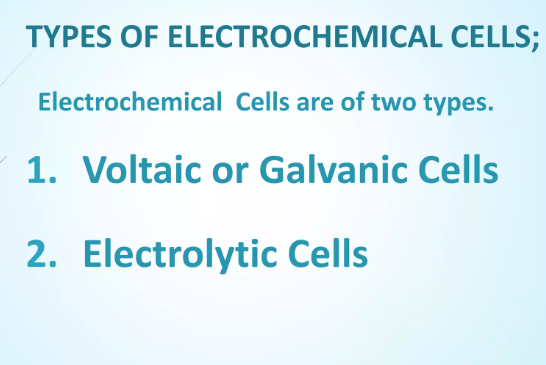 TYPES OF ELECTROCHEMICAL CELLS;
Electrochemical Cells are of two types.
1. Voltaic or Galvanic Cells
2. Electrolytic Cells